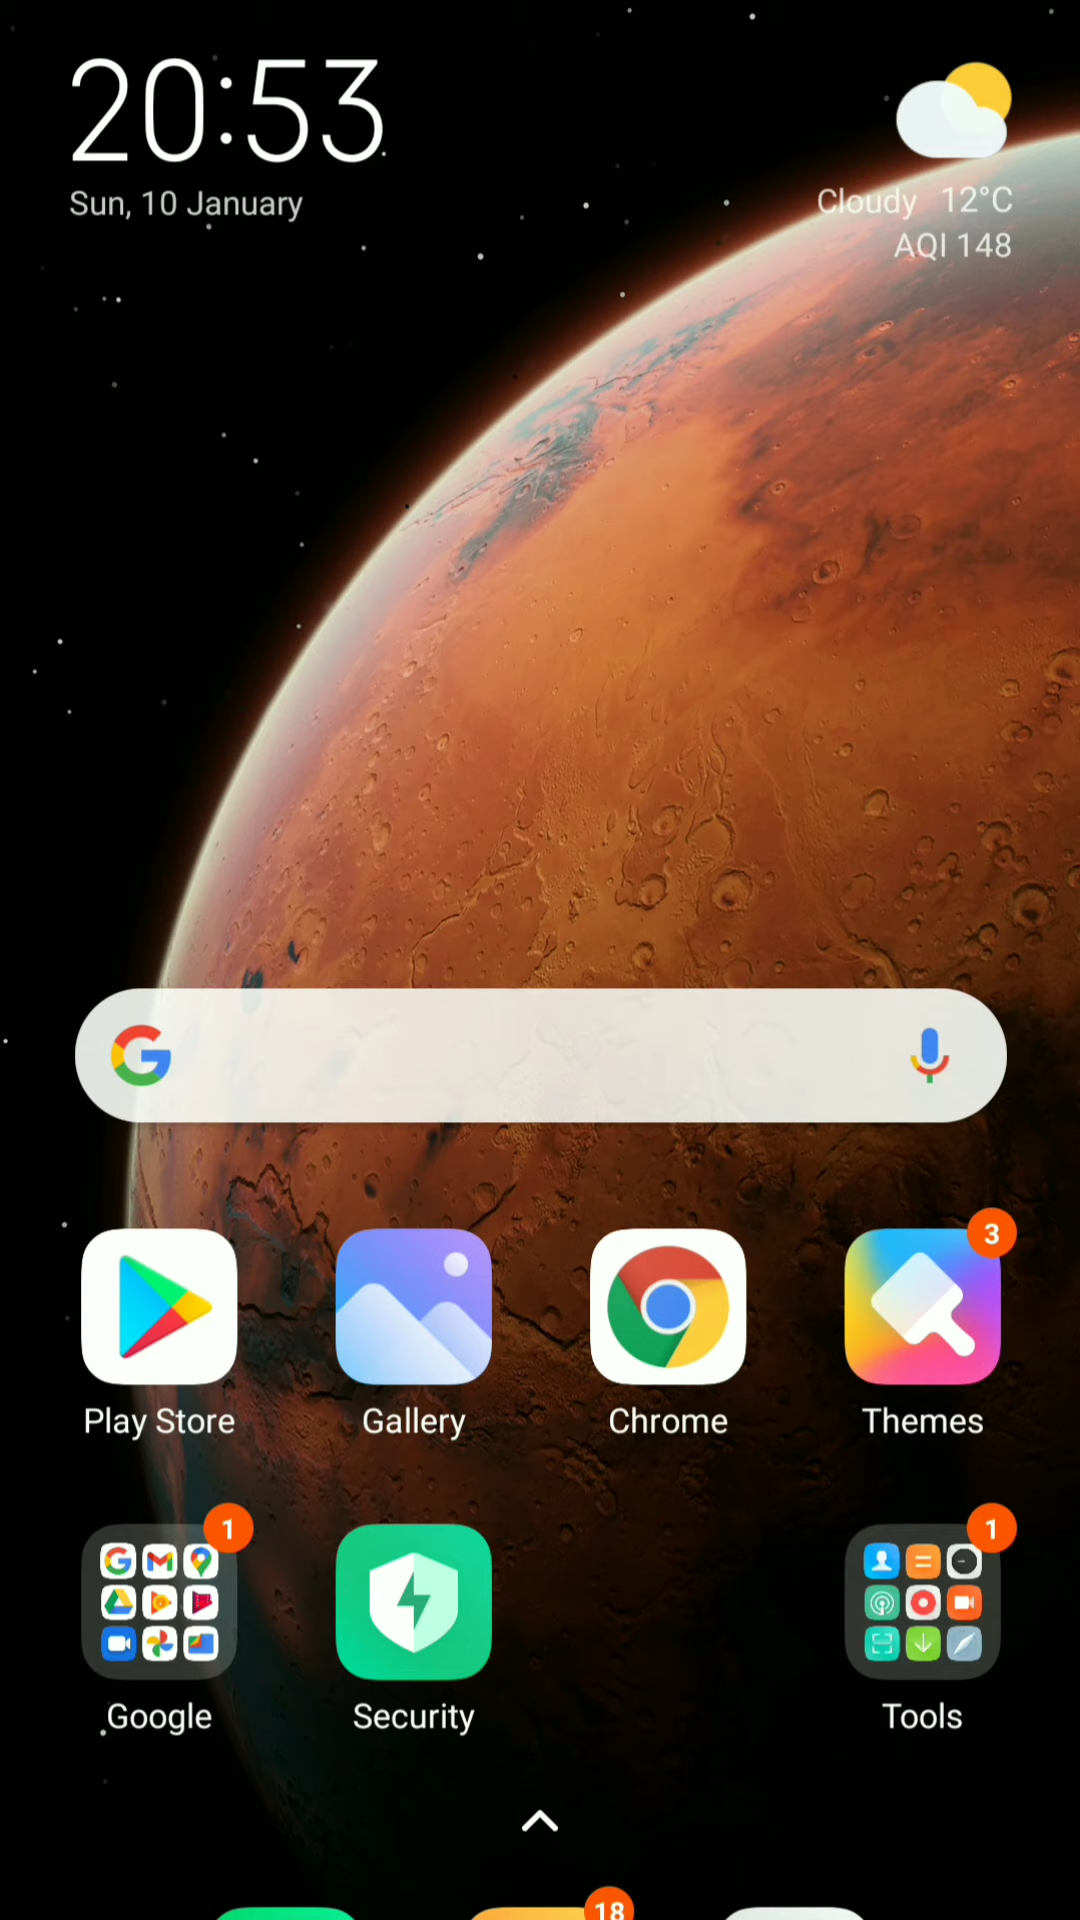 20:53
Sun, 10 January
Cloudy 12°C
AQI 148
3
Play Store
Gallery
Chrome
Themes
1
1
Google
Security
Tools
18